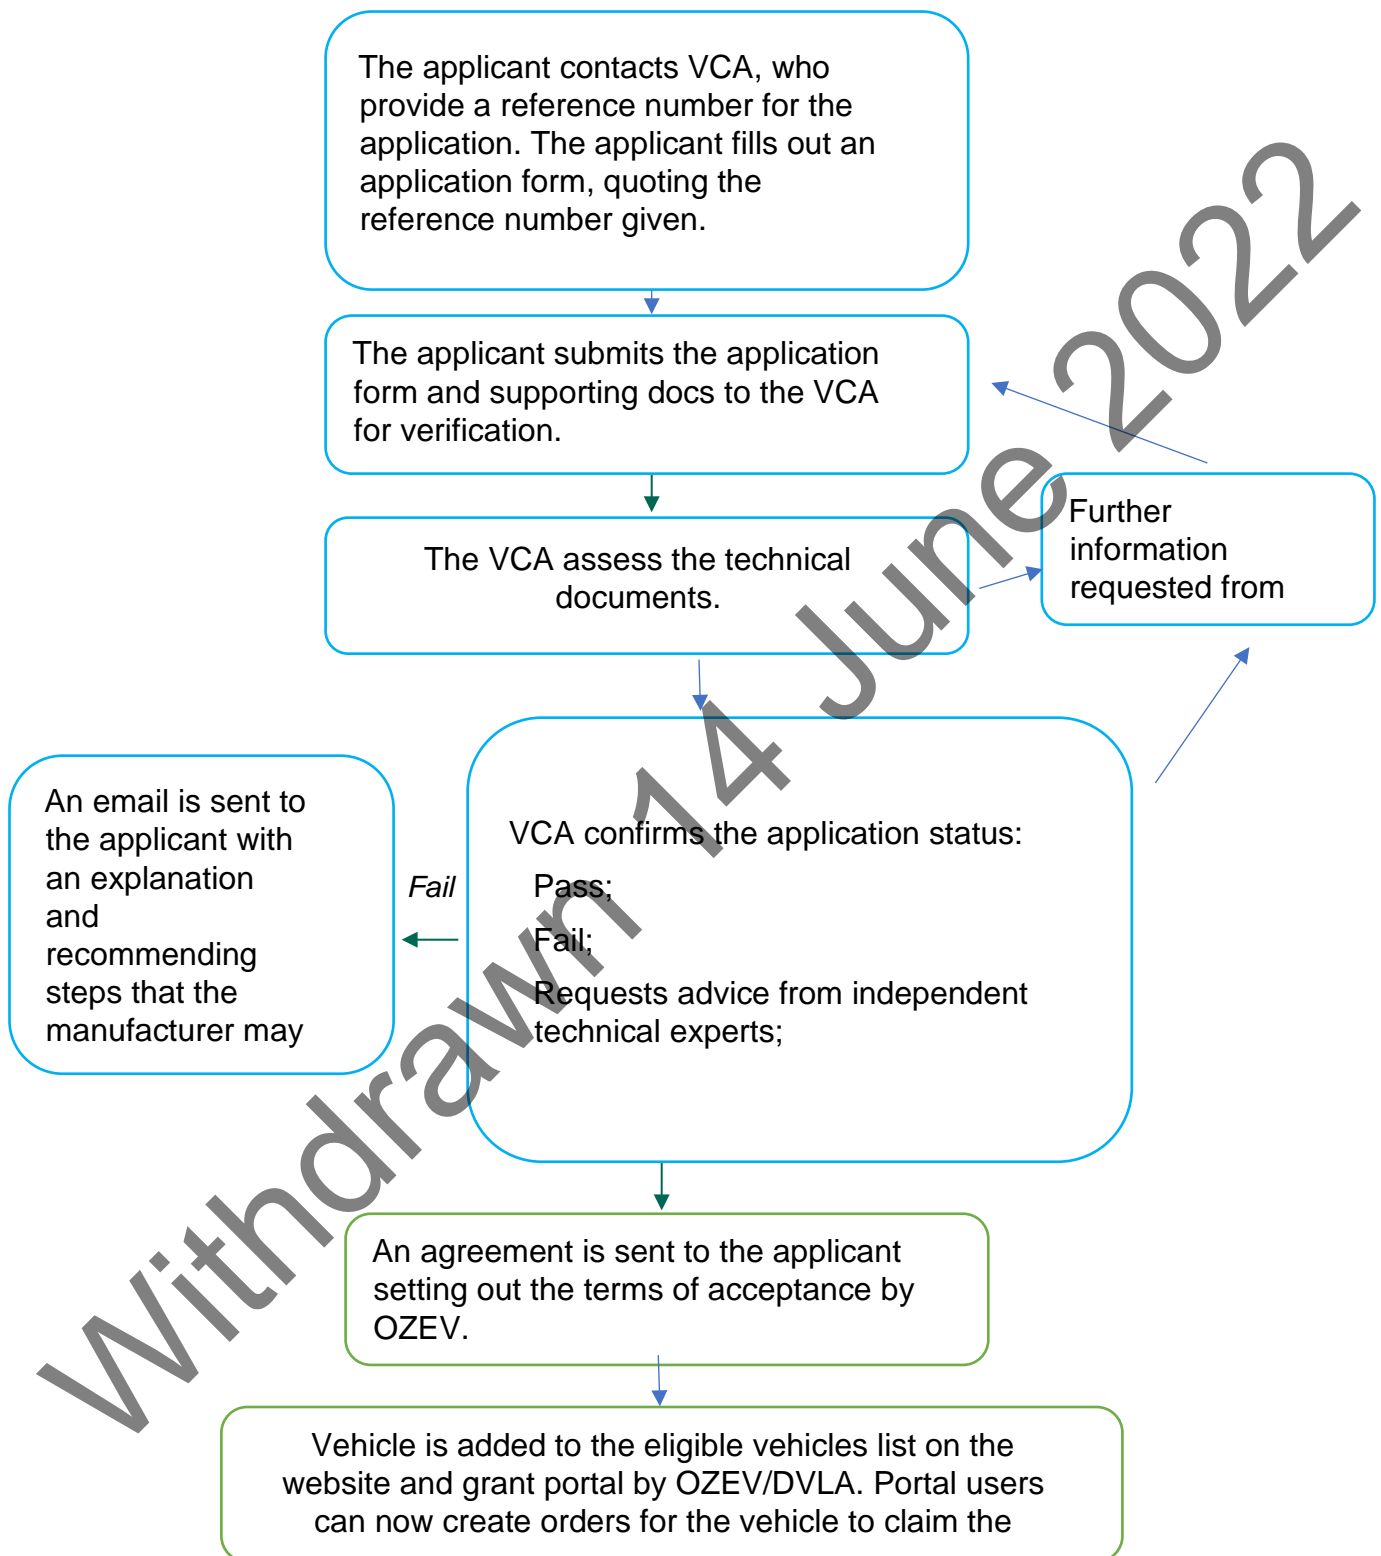 The applicant contacts VCA, who
provide a reference number for the
application. The applicant fills out an
application form, quoting the
reference number given.
The applicant submits the application
form and supporting docs to the VCA
for verification.
The VCA assess the technical
documents.
Further
information
requested from
An email is sent to
the applicant with
an explanation
and
recommending
steps that the
manufacturer may
Fail
VCA confirms the application status:
Pass;
Fail;
Requests advice from independent
technical experts;
An agreement is sent to the applicant
setting out the terms of acceptance by
OZEV.
Vehicle is added to the eligible vehicles list on the
website and grant portal by OZEV/DVLA. Portal users
can now create orders for the vehicle to claim the
Withdrawn 14 June 2022